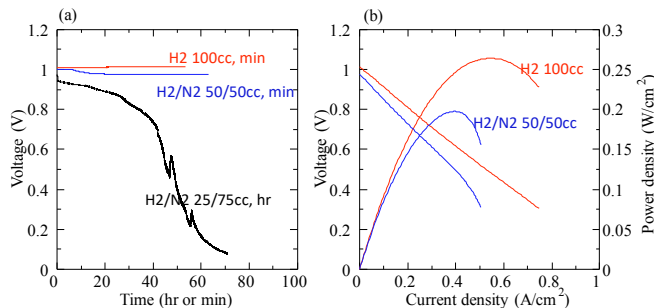 (a)
H2 100cc, min
H2/N2 50/50cc, min
H2/N2 25/75cc, hr
Voltage (V)
1.2
1
0.8
0.6
0.4
0.2
0
0 20 40 60 80 100
Time (hr or min)
(b)
H2 100cc
H2/N2 50/50cc
Voltage (V)
1.2
1
0.8
0.6
0.4
0.2
0
0 0.2 0.4 0.6 0.8 1
Current density (A/cm2)
0.3
0.25
0.2
0.15
0.1
0.05
0
Power density (W/cm2)